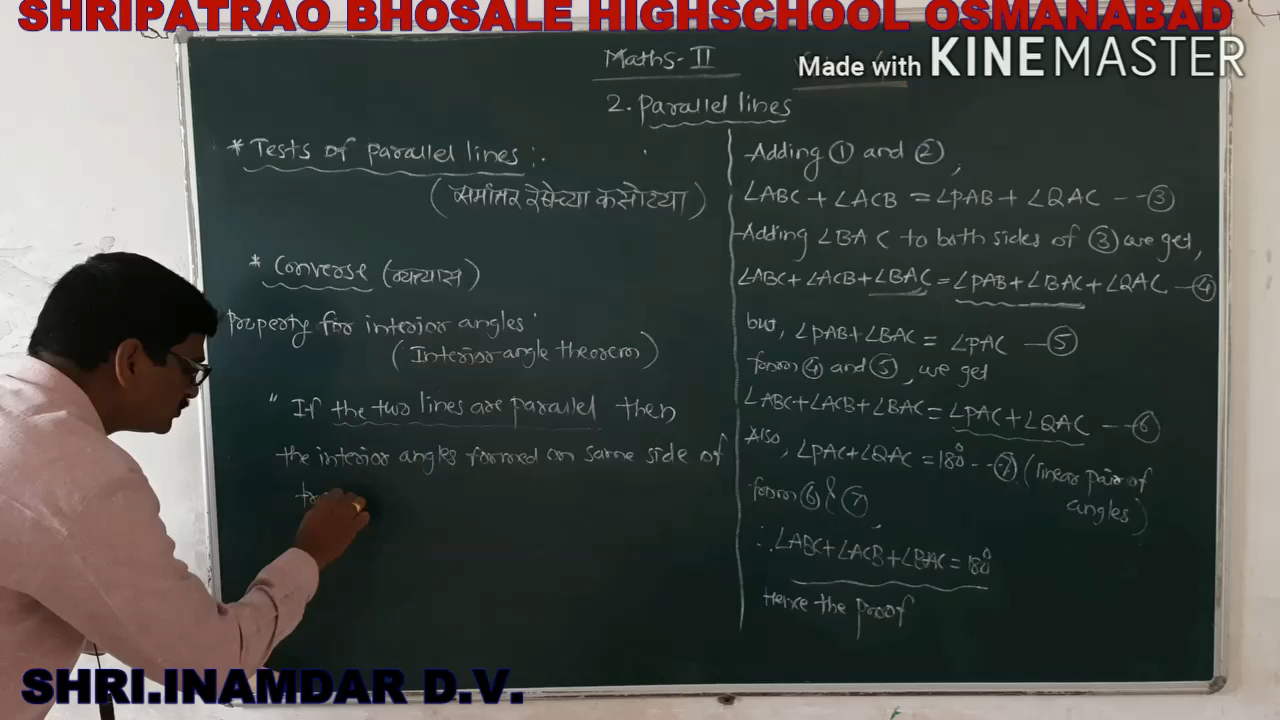 SHRIPATRAO BHOSALE HIGHSCHOOL OSMANABAD
Made with KINEMASTER
Maths-II
2. Parallel lines
* Tests of parallel lines :.
(समांतर रेषेच्या कसोट्या)
* Converse (व्यत्यास)
Property for interior angles
(Interior angle theorem)
" If the two lines are parallel then
the interior angles formed on same side of
Adding ① and ②,
∠ABC + ∠ACB = ∠PAB + ∠QAC --③
Adding ∠BAC to both sides of ③ we get,
∠ABC + ∠ACB + ∠BAC = ∠PAB + ∠BAC + ∠QAC -④
but, ∠PAB + ∠BAC = ∠PAC -⑤
form ④ and ⑤, we get
∠ABC + ∠ACB + ∠BAC = ∠PAC + ∠QAC --⑥
Also, ∠PAC + ∠QAC = 180° --⑦ (linear pair of
angles)
form ⑥ & ⑦,
∴ ∠ABC + ∠ACB + ∠BAC = 180°
Hence the proof
SHRI.INAMDAR D.V.